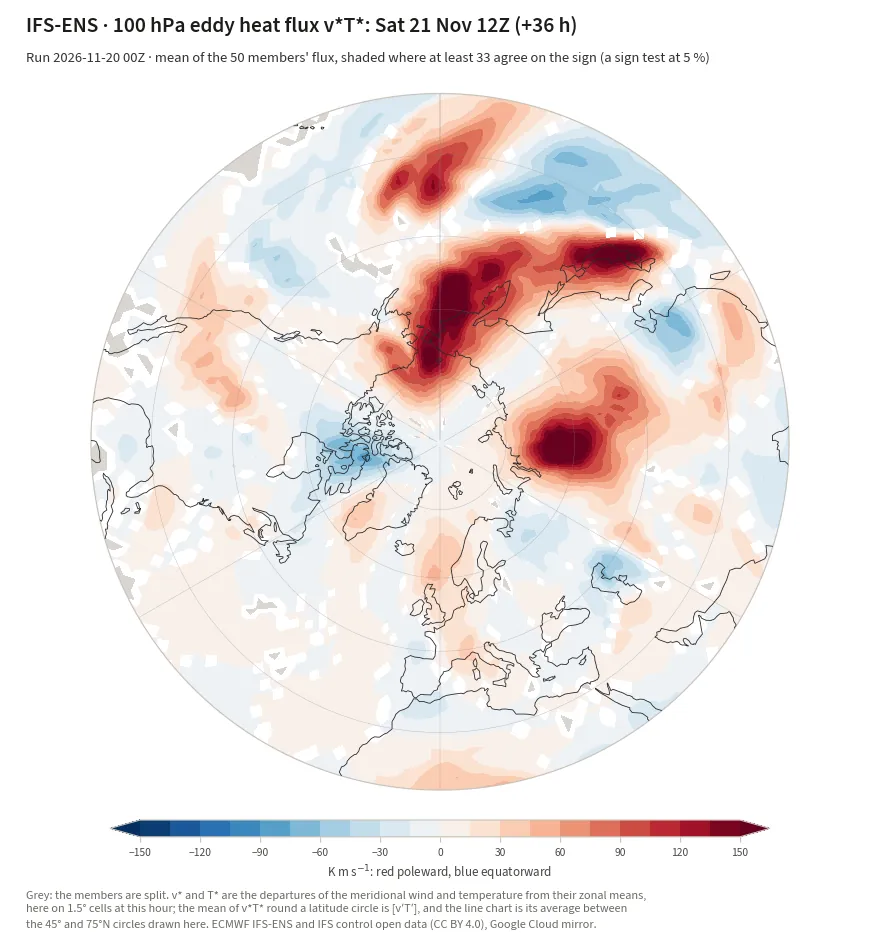 IFS-ENS · 100 hPa eddy heat flux v*T*: Sat 21 Nov 12Z (+36 h)
Run 2026-11-20 00Z · mean of the 50 members' flux, shaded where at least 33 agree on the sign (a sign test at 5 %)
−150 −120 −90 −60 −30 0 30 60 90 120 150
K m s⁻¹: red poleward, blue equatorward
Grey: the members are split. v* and T* are the departures of the meridional wind and temperature from their zonal means,
here on 1.5° cells at this hour; the mean of v*T* round a latitude circle is [v′T′], and the line chart is its average between
the 45° and 75°N circles drawn here. ECMWF IFS-ENS and IFS control open data (CC BY 4.0), Google Cloud mirror.